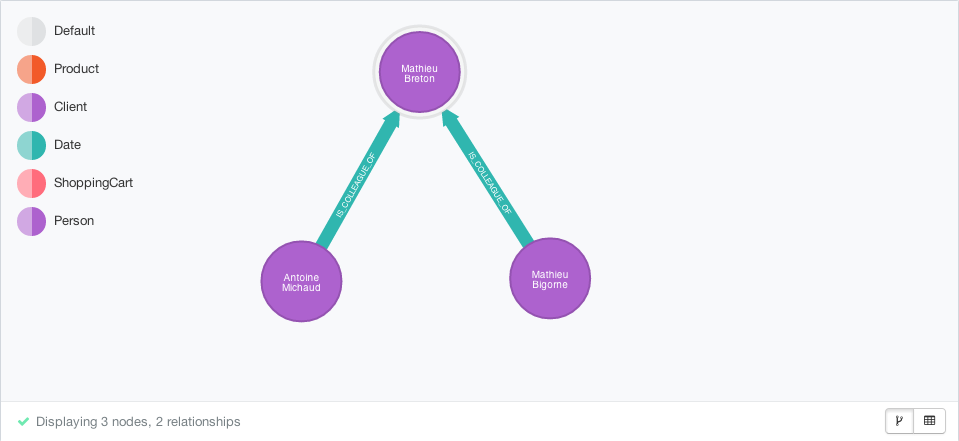 Default
Product
Client
Date
ShoppingCart
Person
Mathieu
Breton
IS_COLLEAGUE_OF
IS_COLLEAGUE_OF
Antoine
Michaud
Mathieu
Bigorne
Displaying 3 nodes, 2 relationships